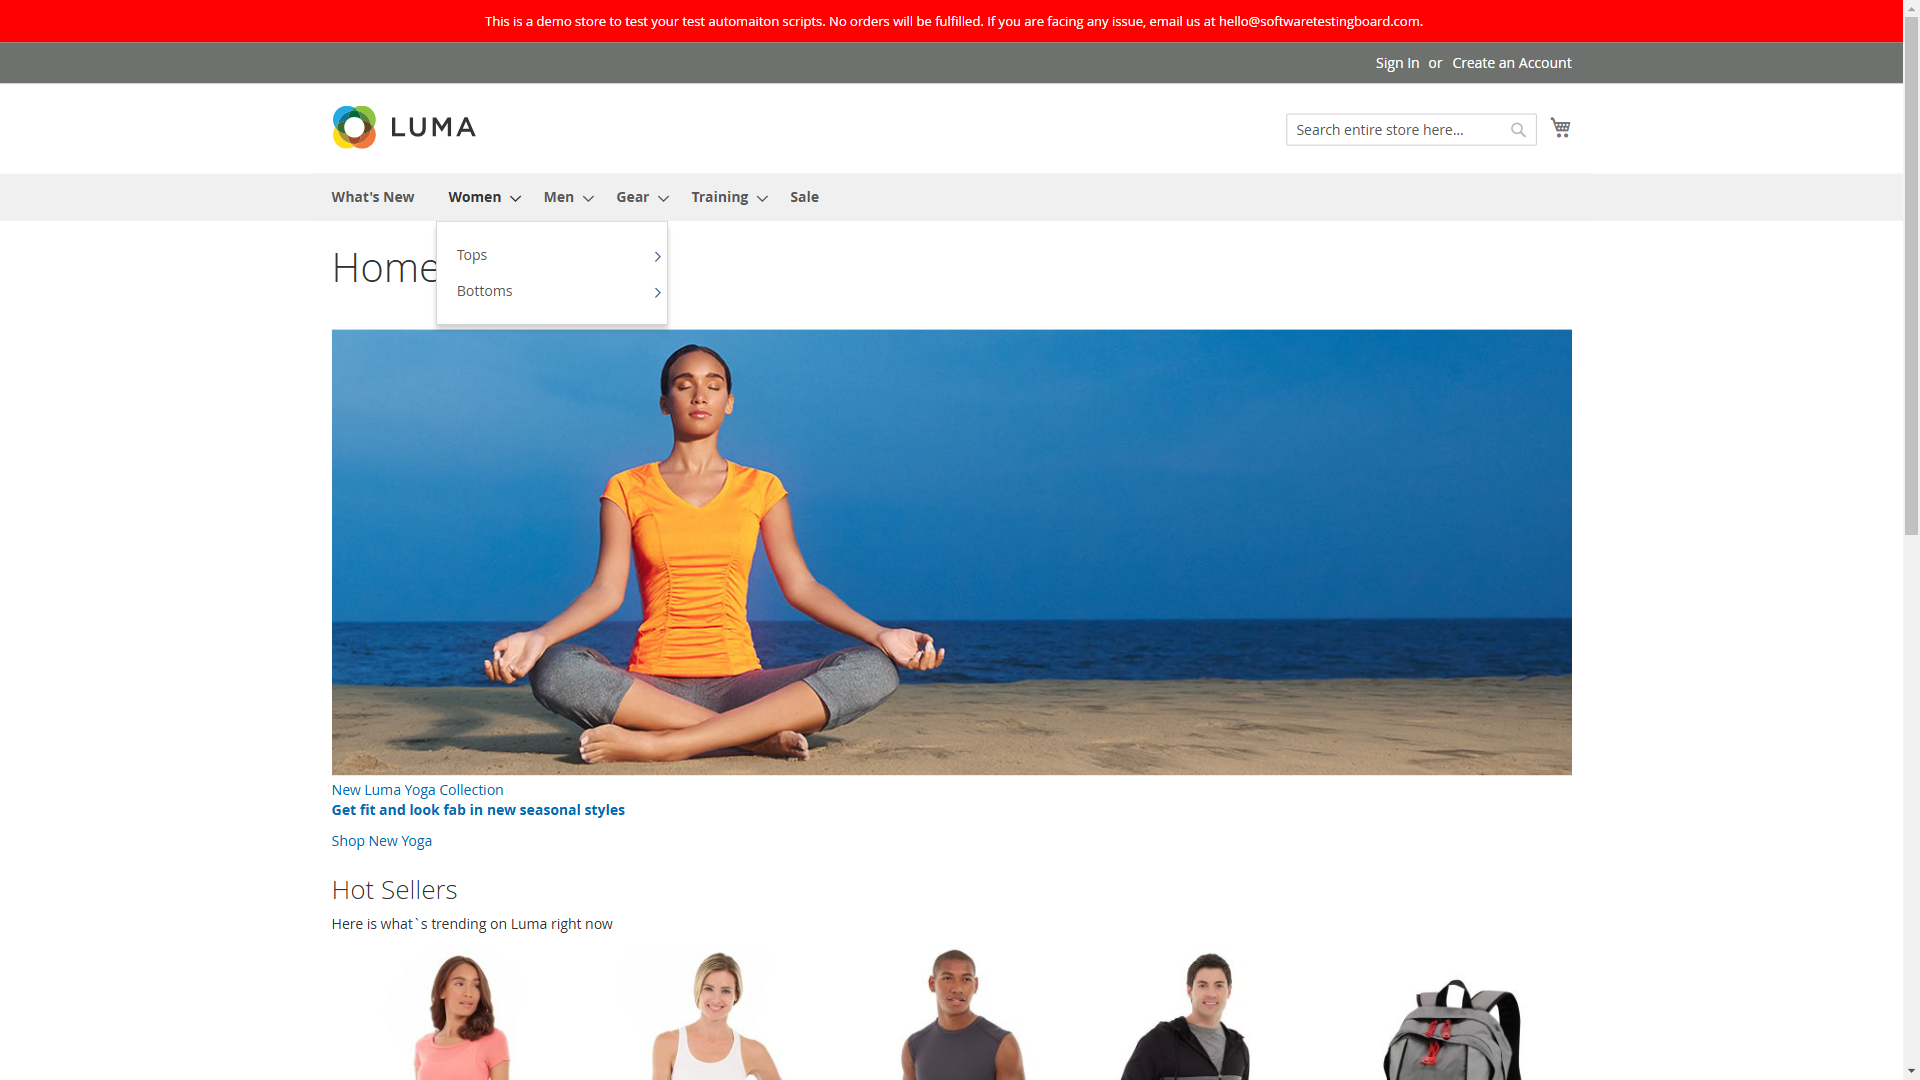 This is a demo store to test your test automaiton scripts. No orders will be fulfilled. If you are facing any issue, email us at hello@softwaretestingboard.com.
Sign In or Create an Account
LUMA
Search entire store here...
What's New Women Men Gear Training Sale
Tops
Bottoms
Home
New Luma Yoga Collection
Get fit and look fab in new seasonal styles
Shop New Yoga
Hot Sellers
Here is what`s trending on Luma right now